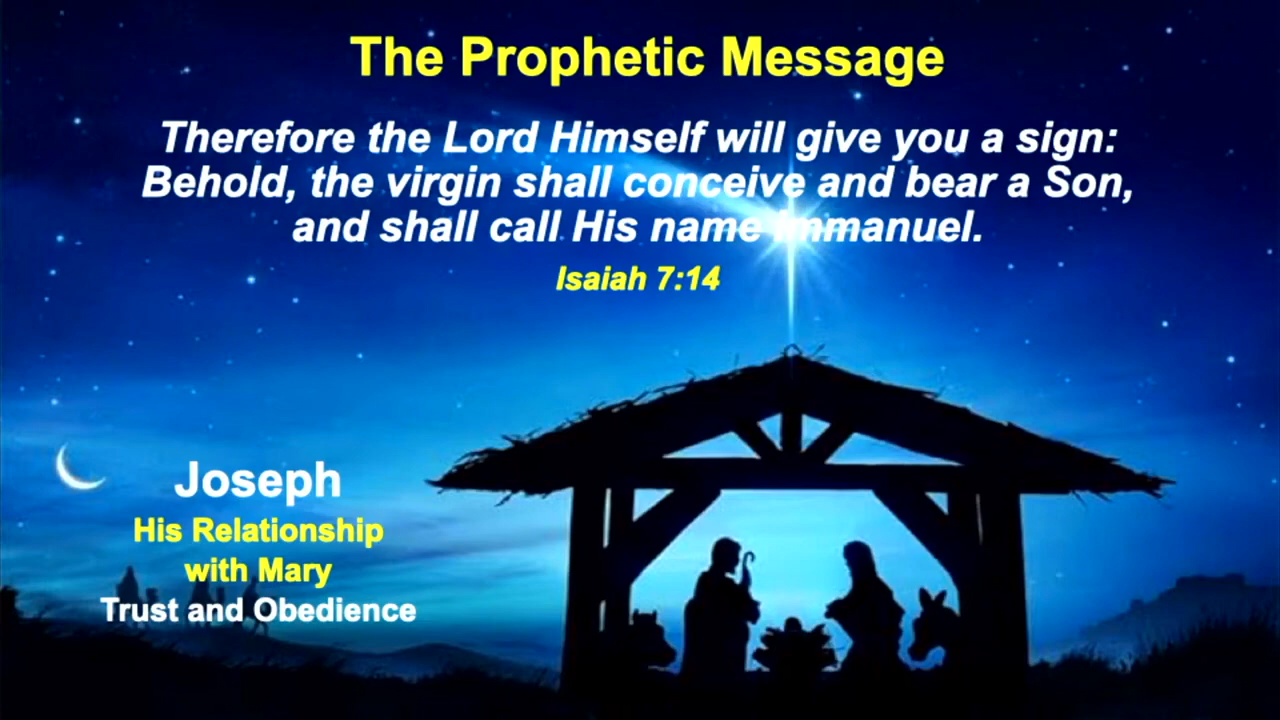 The Prophetic Message
Therefore the Lord Himself will give you a sign:
Behold, the virgin shall conceive and bear a Son,
and shall call His name Immanuel.
Isaiah 7:14
Joseph
His Relationship
with Mary
Trust and Obedience